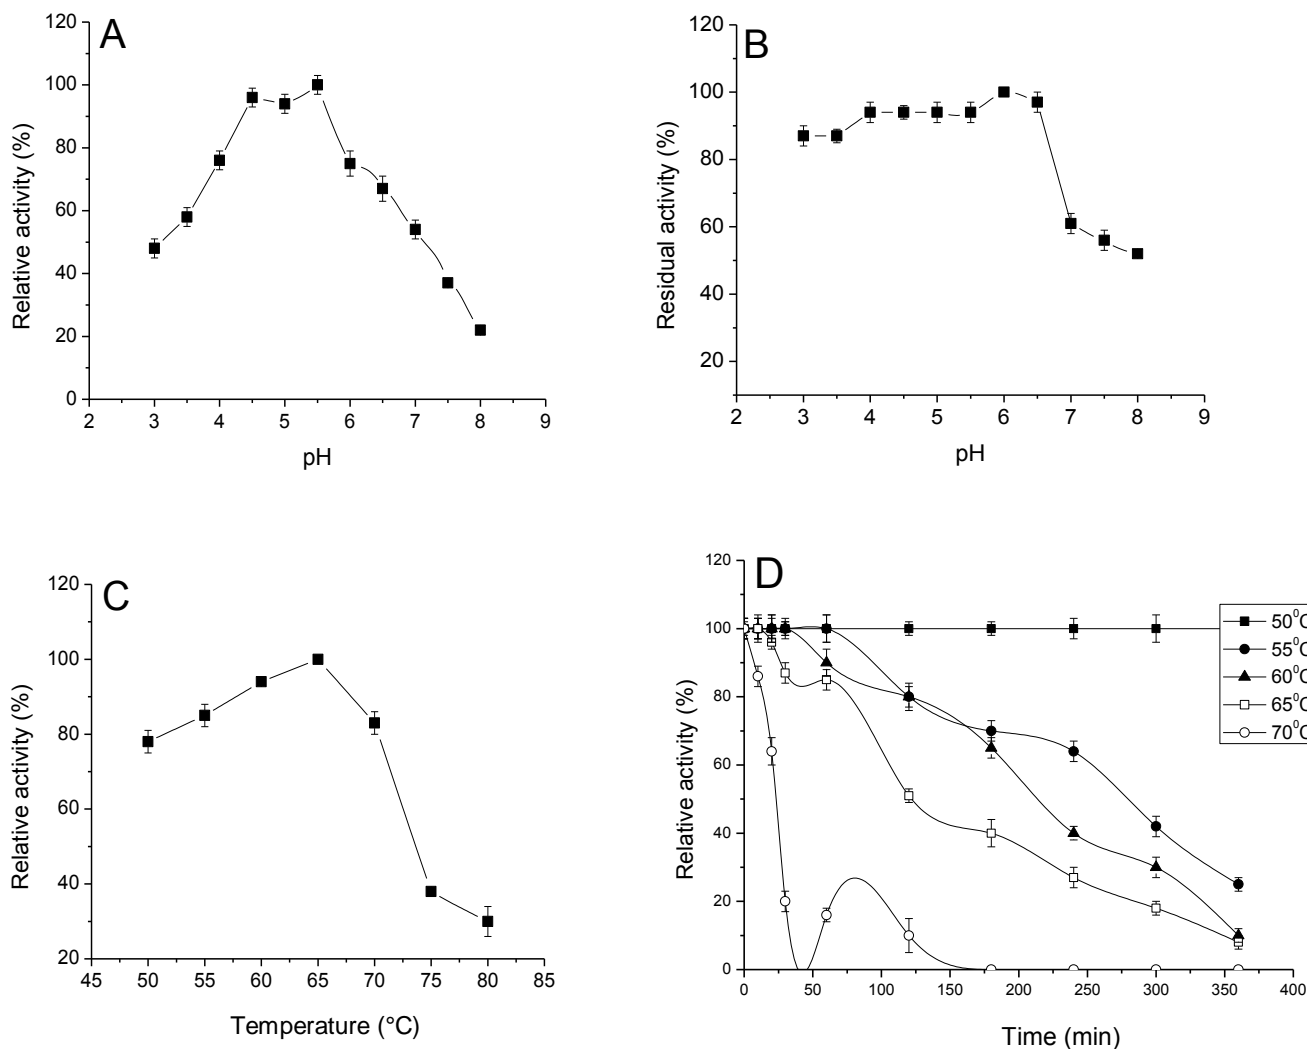 A
120
100
80
60
40
20
0
Relative activity (%)
2 3 4 5 6 7 8 9
pH
B
120
100
80
60
40
20
Residual activity (%)
2 3 4 5 6 7 8 9
pH
C
120
100
80
60
40
20
Relative activity (%)
45 50 55 60 65 70 75 80 85
Temperature (°C)
D
120
100
80
60
40
20
0
Relative activity (%)
0 50 100 150 200 250 300 350 400
Time (min)
50⁰C
55⁰C
60⁰C
65⁰C
70⁰C